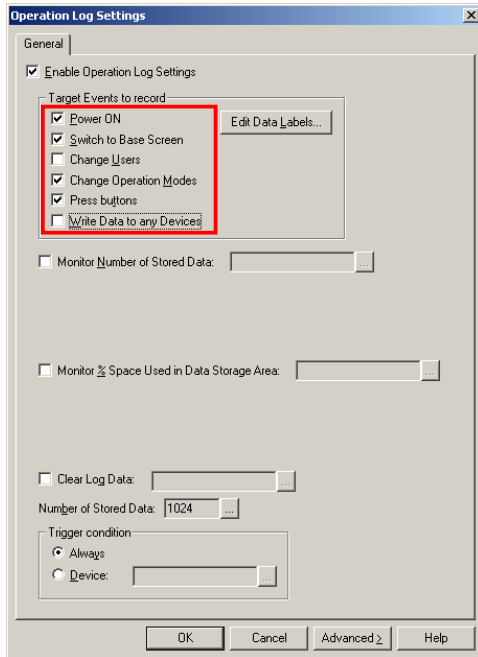 Operation Log Settings
General
Enable Operation Log Settings
Target Events to record
Power ON
Edit Data Labels...
Switch to Base Screen
Change Users
Change Operation Modes
Press buttons
Write Data to any Devices
Monitor Number of Stored Data:
...
Monitor % Space Used in Data Storage Area:
...
Clear Log Data:
...
Number of Stored Data: 1024 ...
Trigger condition
Always
Device:
...
OK Cancel Advanced > Help